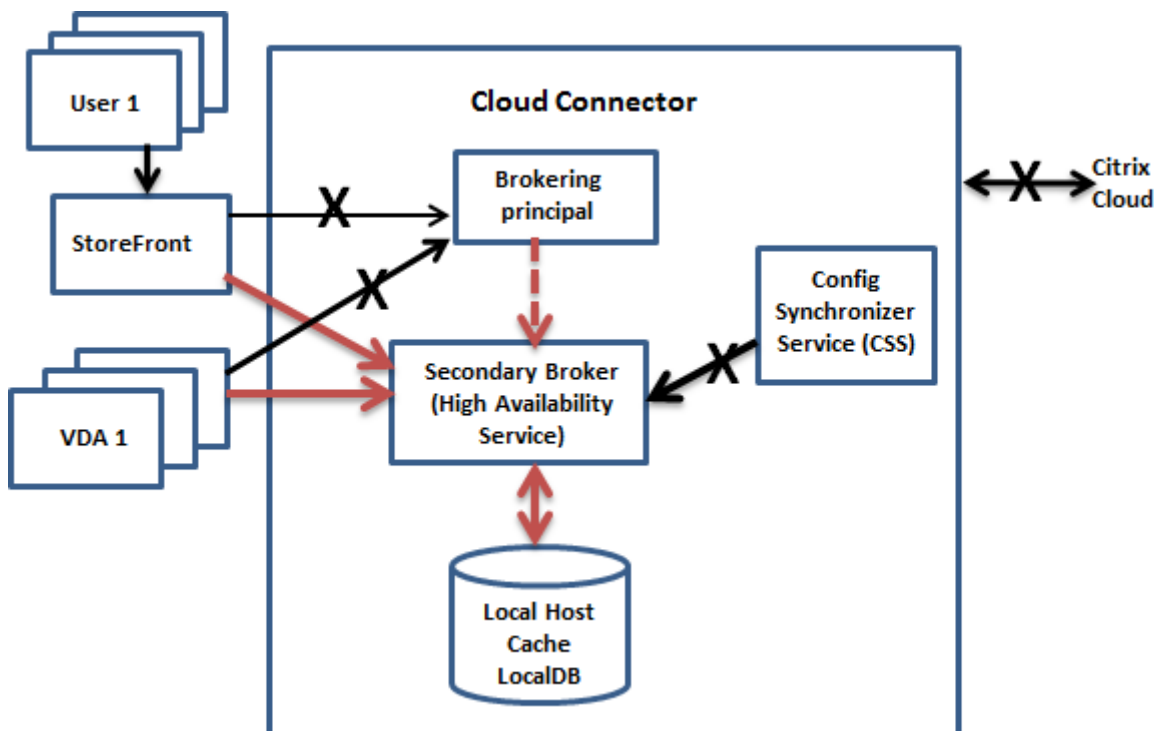 User 1
Cloud Connector
Brokering
principal
X
X
Citrix
Cloud
StoreFront
X
Config
Synchronizer
Service (CSS)
X
Secondary Broker
(High Availability
Service)
VDA 1
Local Host
Cache
LocalDB